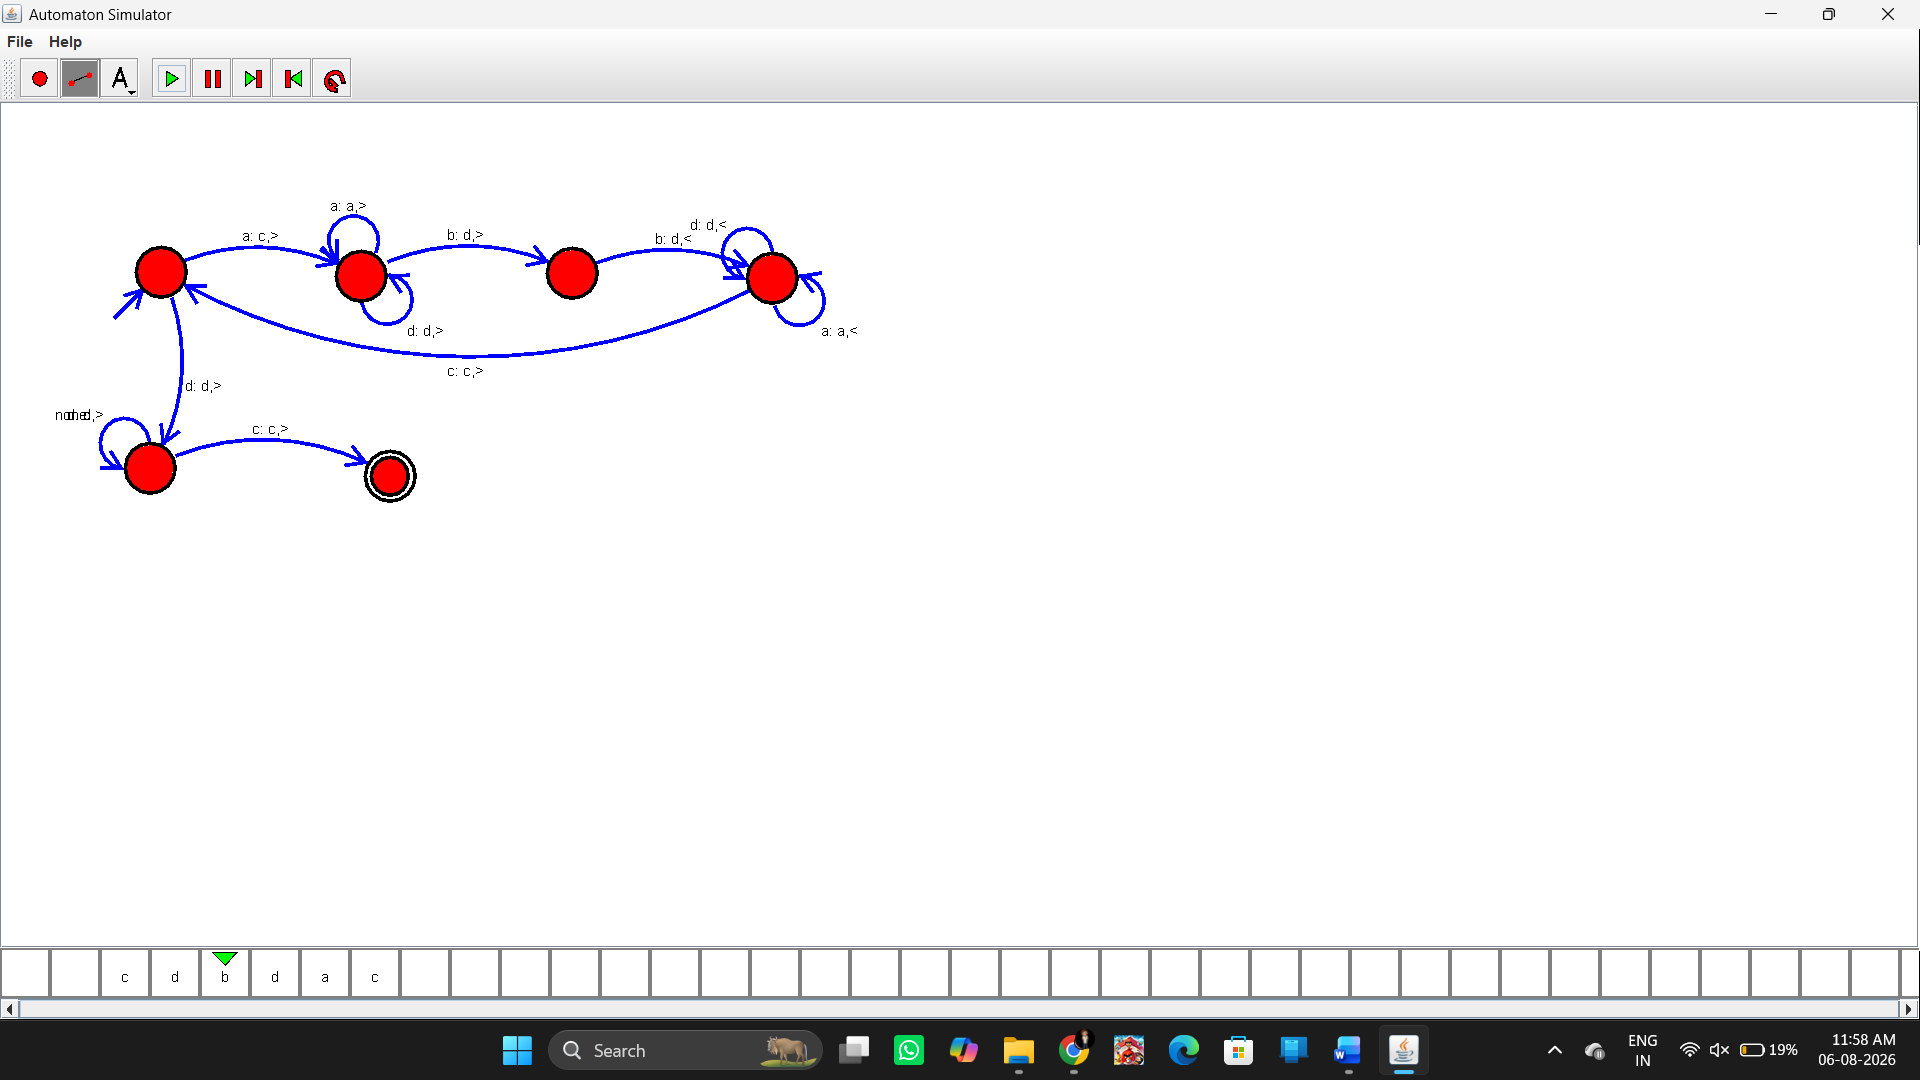 Automaton Simulator
File Help
A
a: a,>
a: c,>
b: d,>
d: d,<
b: d,<
d: d,>
a: a,<
c: c,>
d: d,>
d: d,>
c: c,>
c d b d a c
Search
ENG
IN
19%
11:58 AM
06-08-2026